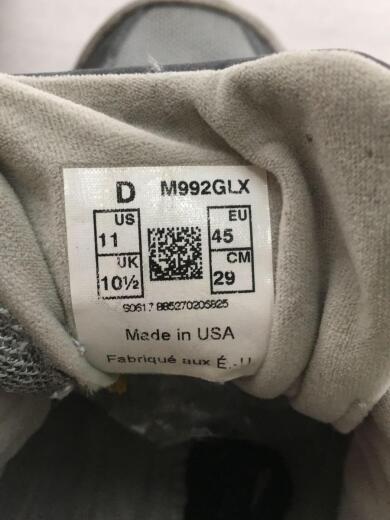 D M992GLX
US 11 EU 45
UK 10½ CM 29
Made in USA
Fabriqué aux É.-U